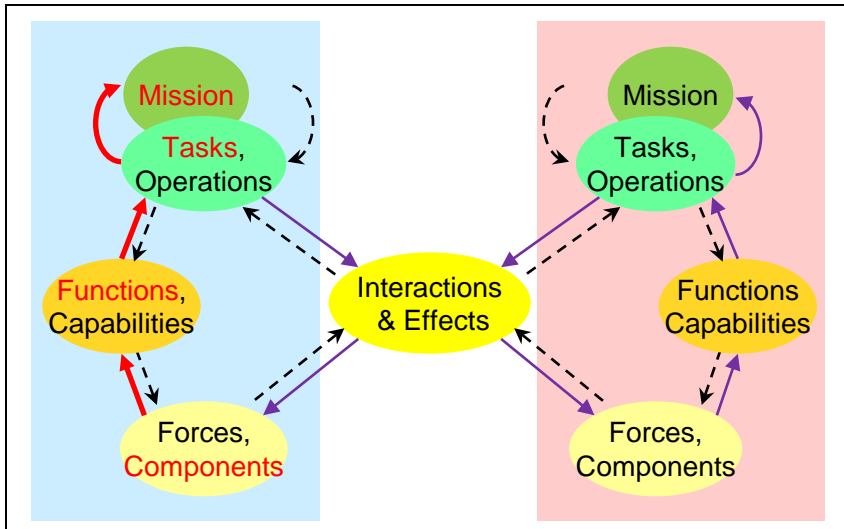 Mission
Tasks,
Operations
Functions,
Capabilities
Forces,
Components
Interactions
& Effects
Mission
Tasks,
Operations
Functions
Capabilities
Forces,
Components